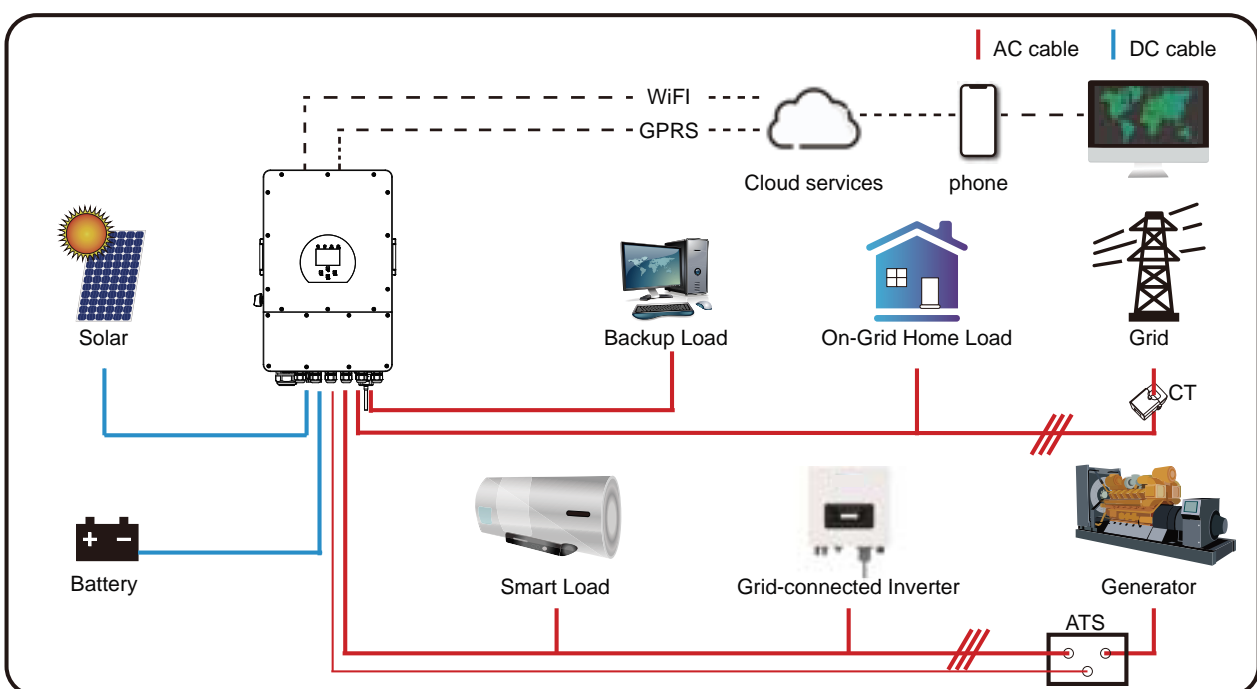 AC cable
DC cable
WiFI
GPRS
Cloud services
phone
Solar
Backup Load
On-Grid Home Load
Grid
CT
Battery
Smart Load
Grid-connected Inverter
Generator
ATS